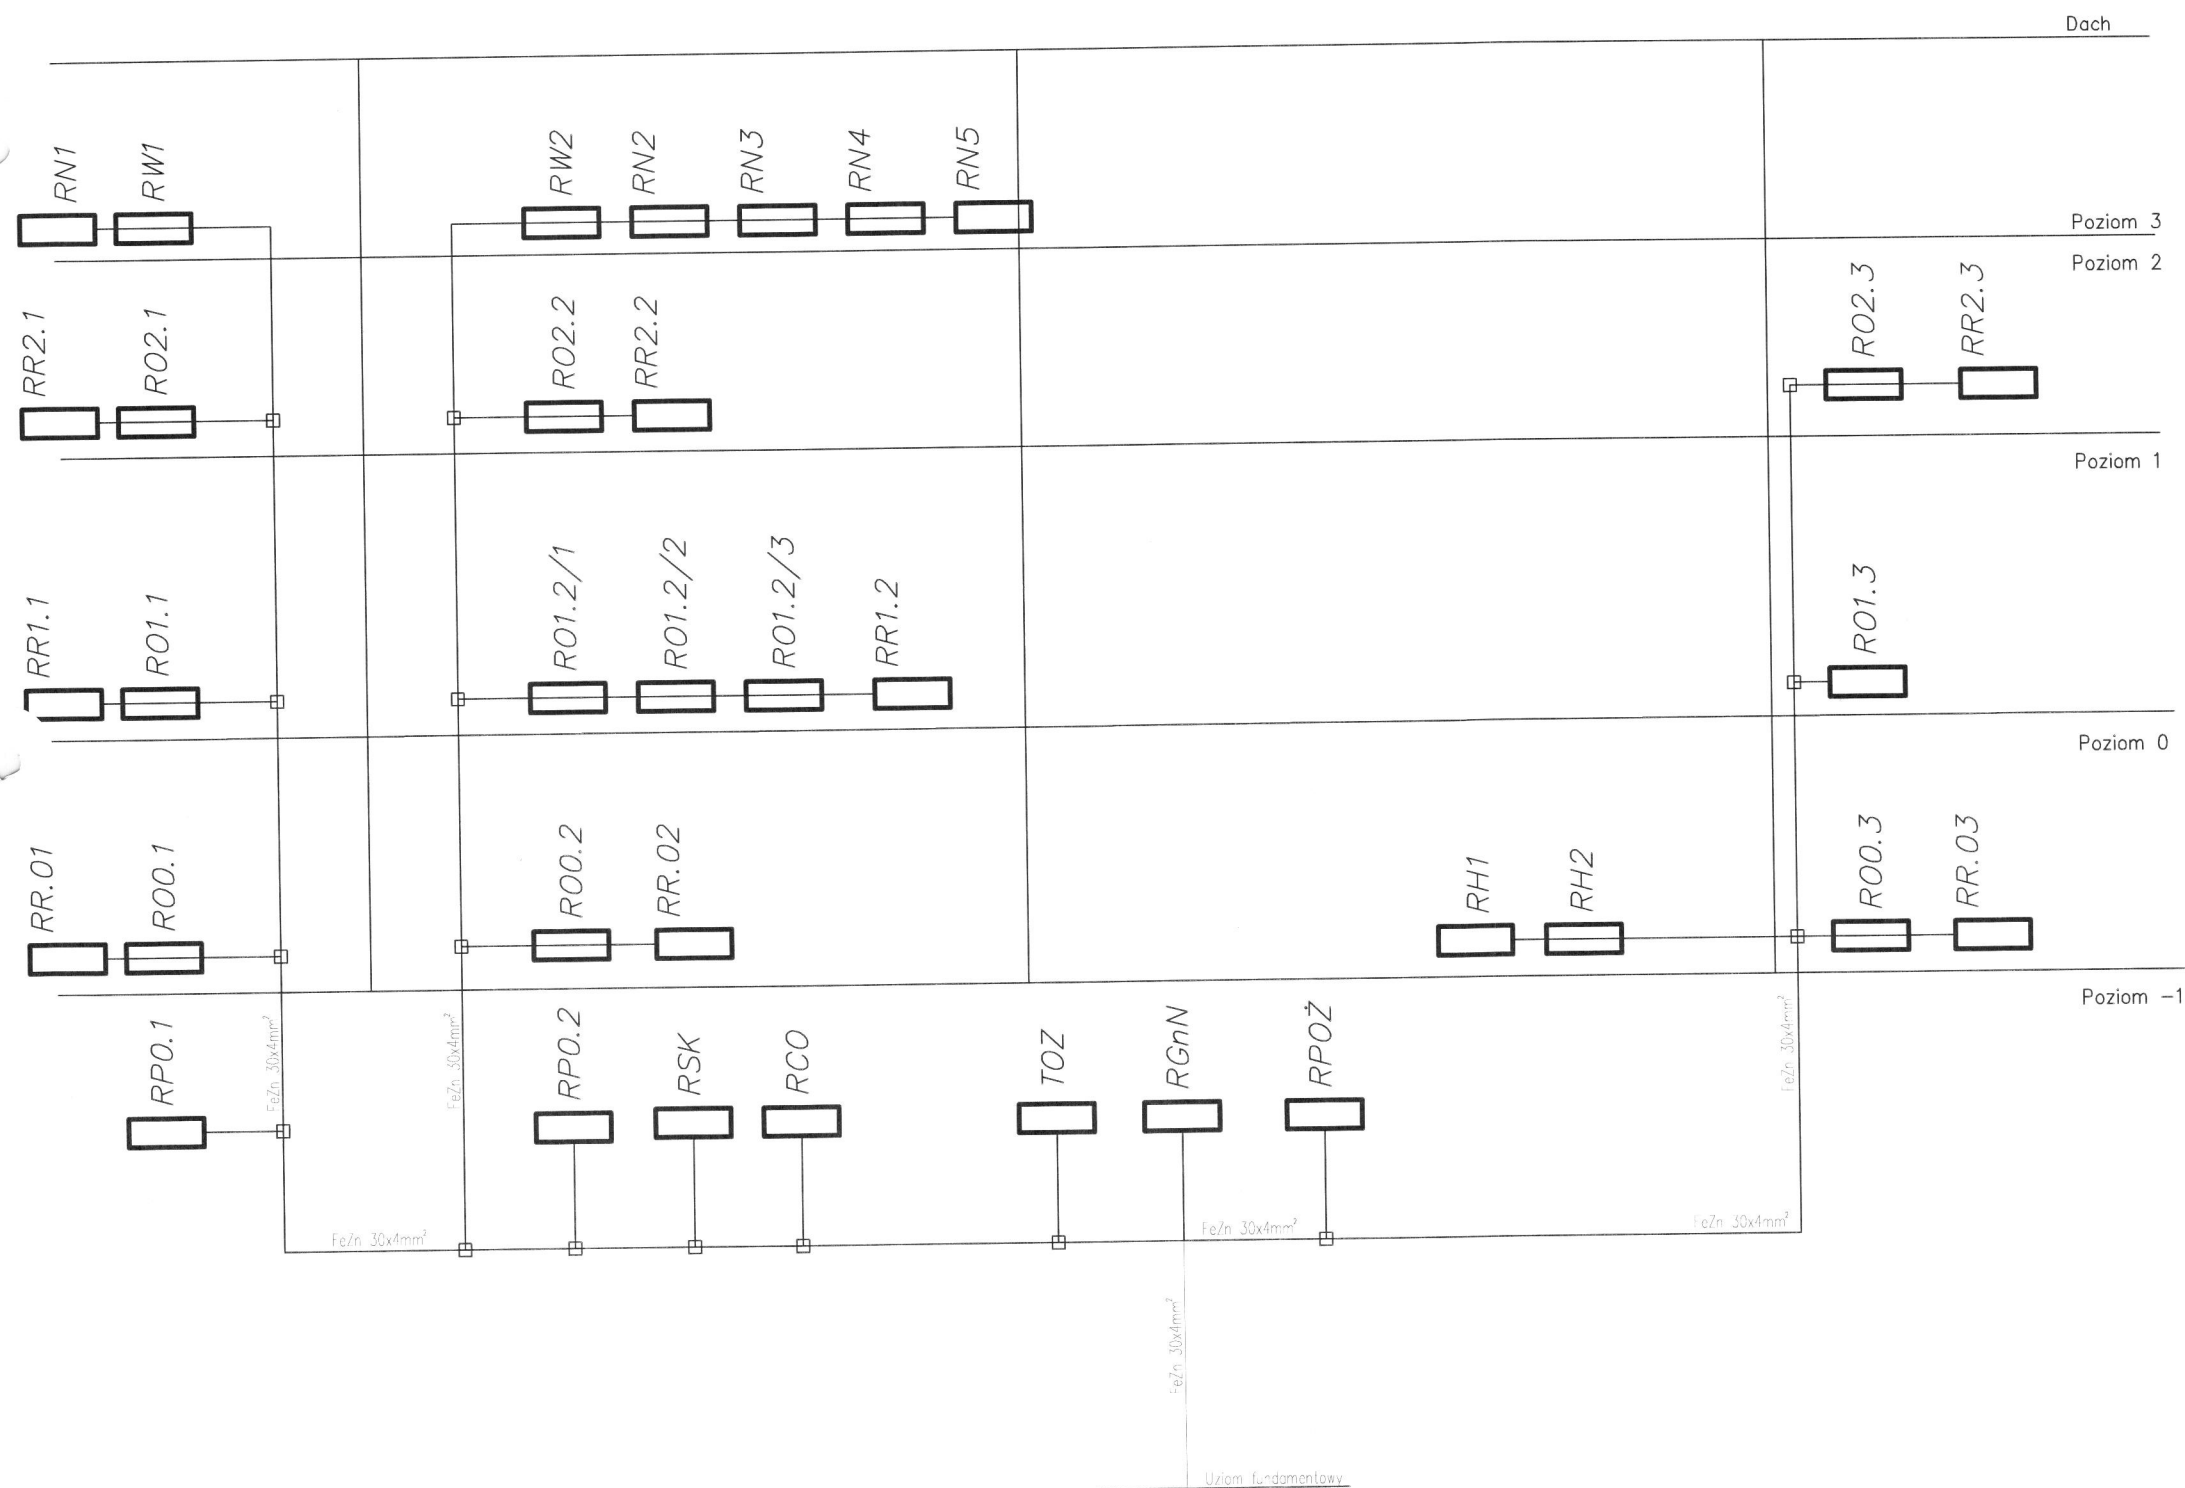 Dach
RN1
RW1
RW2
RN2
RN3
RN4
RN5
Poziom 3
Poziom 2
RR2.1
RO2.1
RO2.2
RR2.2
RO2.3
RR2.3
Poziom 1
RR1.1
RO1.1
RO1.2/1
RO1.2/2
RO1.2/3
RR1.2
RO1.3
Poziom 0
RR.01
RO0.1
RO0.2
RR.02
RH1
RH2
RO0.3
RR.03
Poziom -1
RPO.1
FeZn 30x4mm²
FeZn 30x4mm²
RPO.2
RSK
RCO
TOZ
RGnN
RPOŻ
FeZn 30x4mm²
FeZn 30x4mm²
FeZn 30x4mm²
FeZn 30x4mm²
FeZn 30x4mm²
Uziom fundamentowy